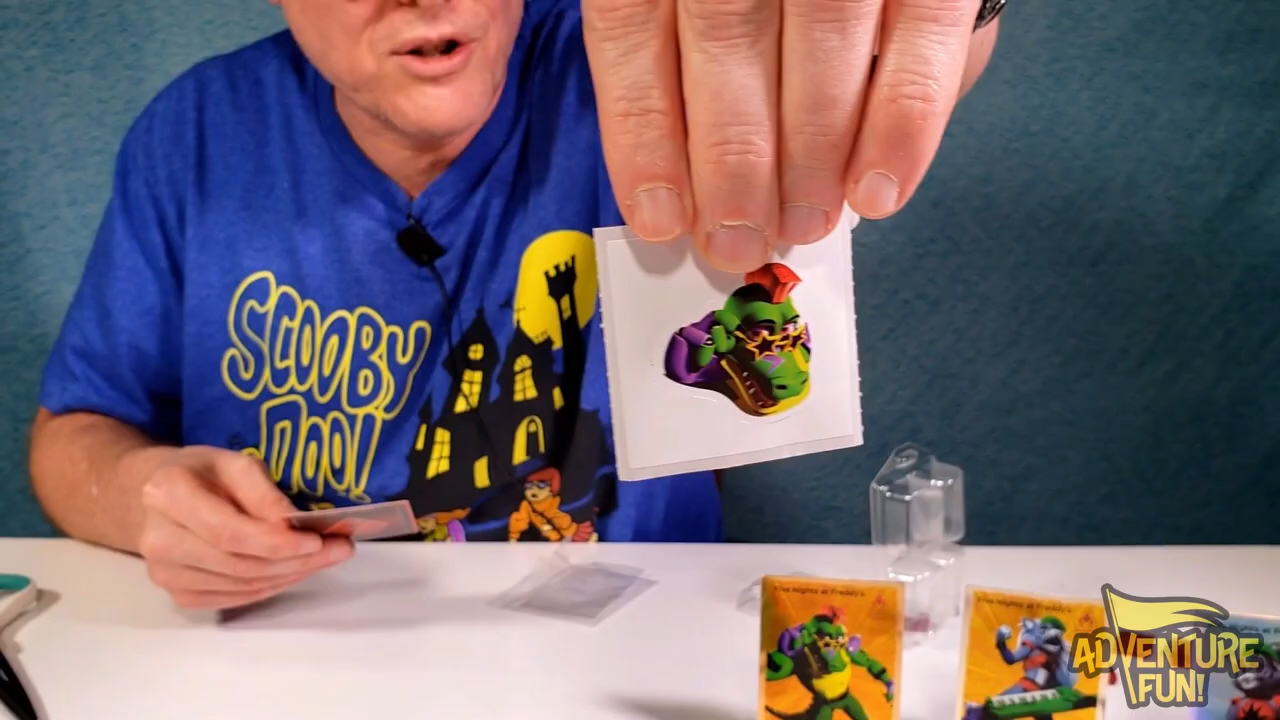 SCOOBY
DOO!
Five Nights at Freddy's
Five Nights at Freddy's
ADVENTURE
FUN!